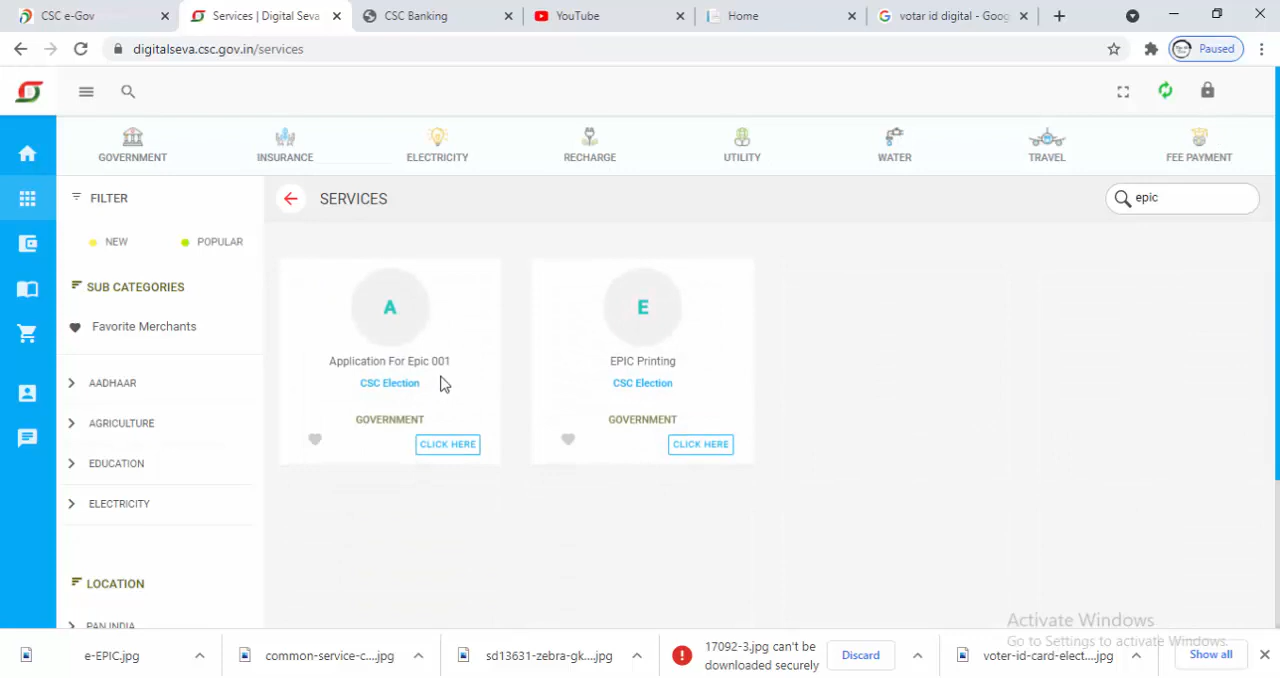 CSC e-Gov
Services | Digital Seva
CSC Banking
YouTube
Home
votar id digital - Goog
digitalseva.csc.gov.in/services
Paused
GOVERNMENT
INSURANCE
ELECTRICITY
RECHARGE
UTILITY
WATER
TRAVEL
FEE PAYMENT
FILTER
SERVICES
epic
NEW
POPULAR
SUB CATEGORIES
Favorite Merchants
AADHAAR
AGRICULTURE
EDUCATION
ELECTRICITY
LOCATION
PAN INDIA
A
Application For Epic 001
CSC Election
GOVERNMENT
CLICK HERE
E
EPIC Printing
CSC Election
GOVERNMENT
CLICK HERE
Activate Windows
Go to Settings to activate Windows.
e-EPIC.jpg
common-service-c....jpg
sd13631-zebra-gk....jpg
17092-3.jpg can't be
downloaded securely
Discard
voter-id-card-elect....jpg
Show all